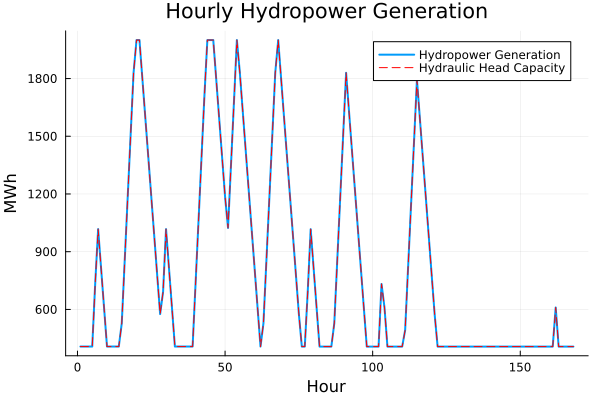 Hourly Hydropower Generation
Hydropower Generation
Hydraulic Head Capacity
MWh
1800
1500
1200
900
600
0
50
100
150
Hour